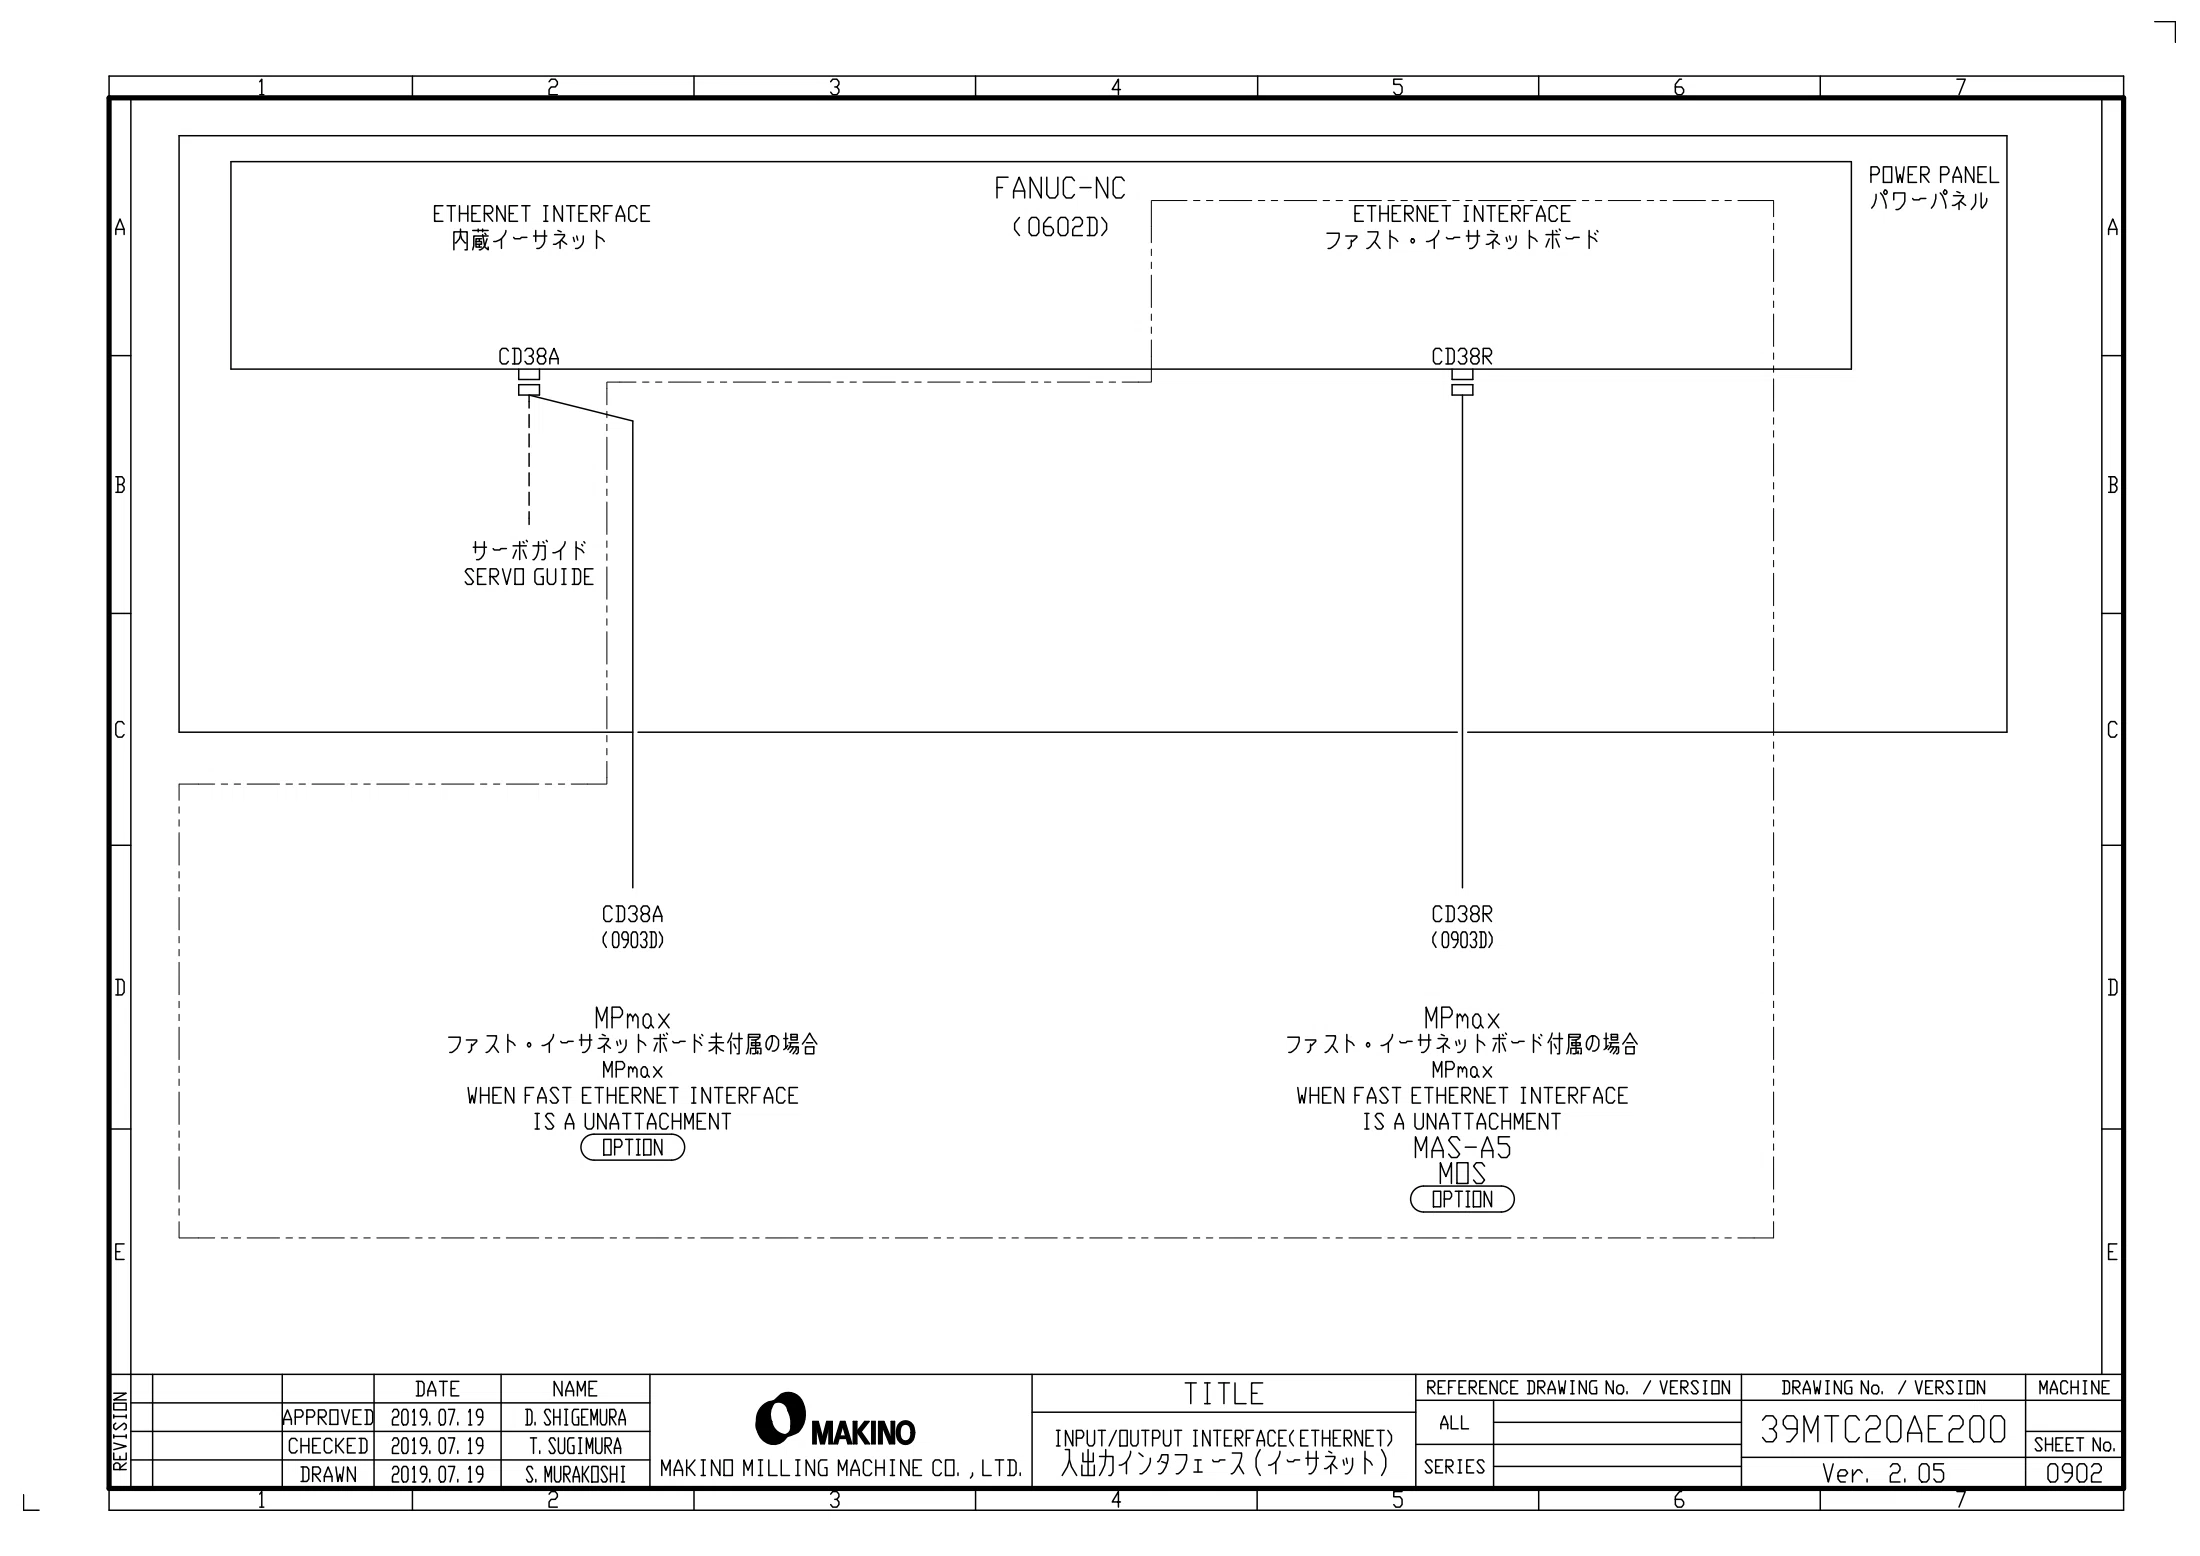 1 2 3 4 5 6 7
A A
B B
C C
D D
E E
FANUC-NC
(0602D)
POWER PANEL
パワーパネル
ETHERNET INTERFACE
内蔵イーサネット
ETHERNET INTERFACE
ファスト・イーサネットボード
CD38A
CD38R
サーボガイド
SERVO GUIDE
CD38A
(0903D)
CD38R
(0903D)
MPmax
ファスト・イーサネットボード未付属の場合
MPmax
WHEN FAST ETHERNET INTERFACE
IS A UNATTACHMENT
OPTION
MPmax
ファスト・イーサネットボード付属の場合
MPmax
WHEN FAST ETHERNET INTERFACE
IS A UNATTACHMENT
MAS-A5
MOS
OPTION
REVISION
DATE NAME
APPROVED 2019.07.19 D. SHIGEMURA
CHECKED 2019.07.19 T. SUGIMURA
DRAWN 2019.07.19 S. MURAKOSHI
MAKINO
MAKINO MILLING MACHINE CO., LTD.
TITLE
INPUT/OUTPUT INTERFACE(ETHERNET)
入出力インタフェース(イーサネット)
REFERENCE DRAWING No. / VERSION
ALL
SERIES
DRAWING No. / VERSION
39MTC20AE200
Ver. 2.05
MACHINE
SHEET No.
0902
1 2 3 4 5 6 7